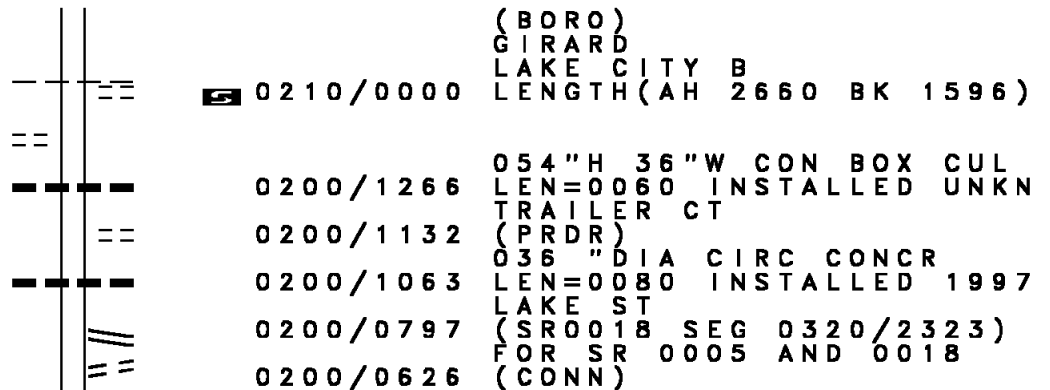 (BORO)
GIRARD
LAKE CITY B
S 0210/0000 LENGTH(AH 2660 BK 1596)
054"H 36"W CON BOX CUL
0200/1266 LEN=0060 INSTALLED UNKN
TRAILER CT
0200/1132 (PRDR)
036 "DIA CIRC CONCR
0200/1063 LEN=0080 INSTALLED 1997
LAKE ST
0200/0797 (SR0018 SEG 0320/2323)
FOR SR 0005 AND 0018
0200/0626 (CONN)